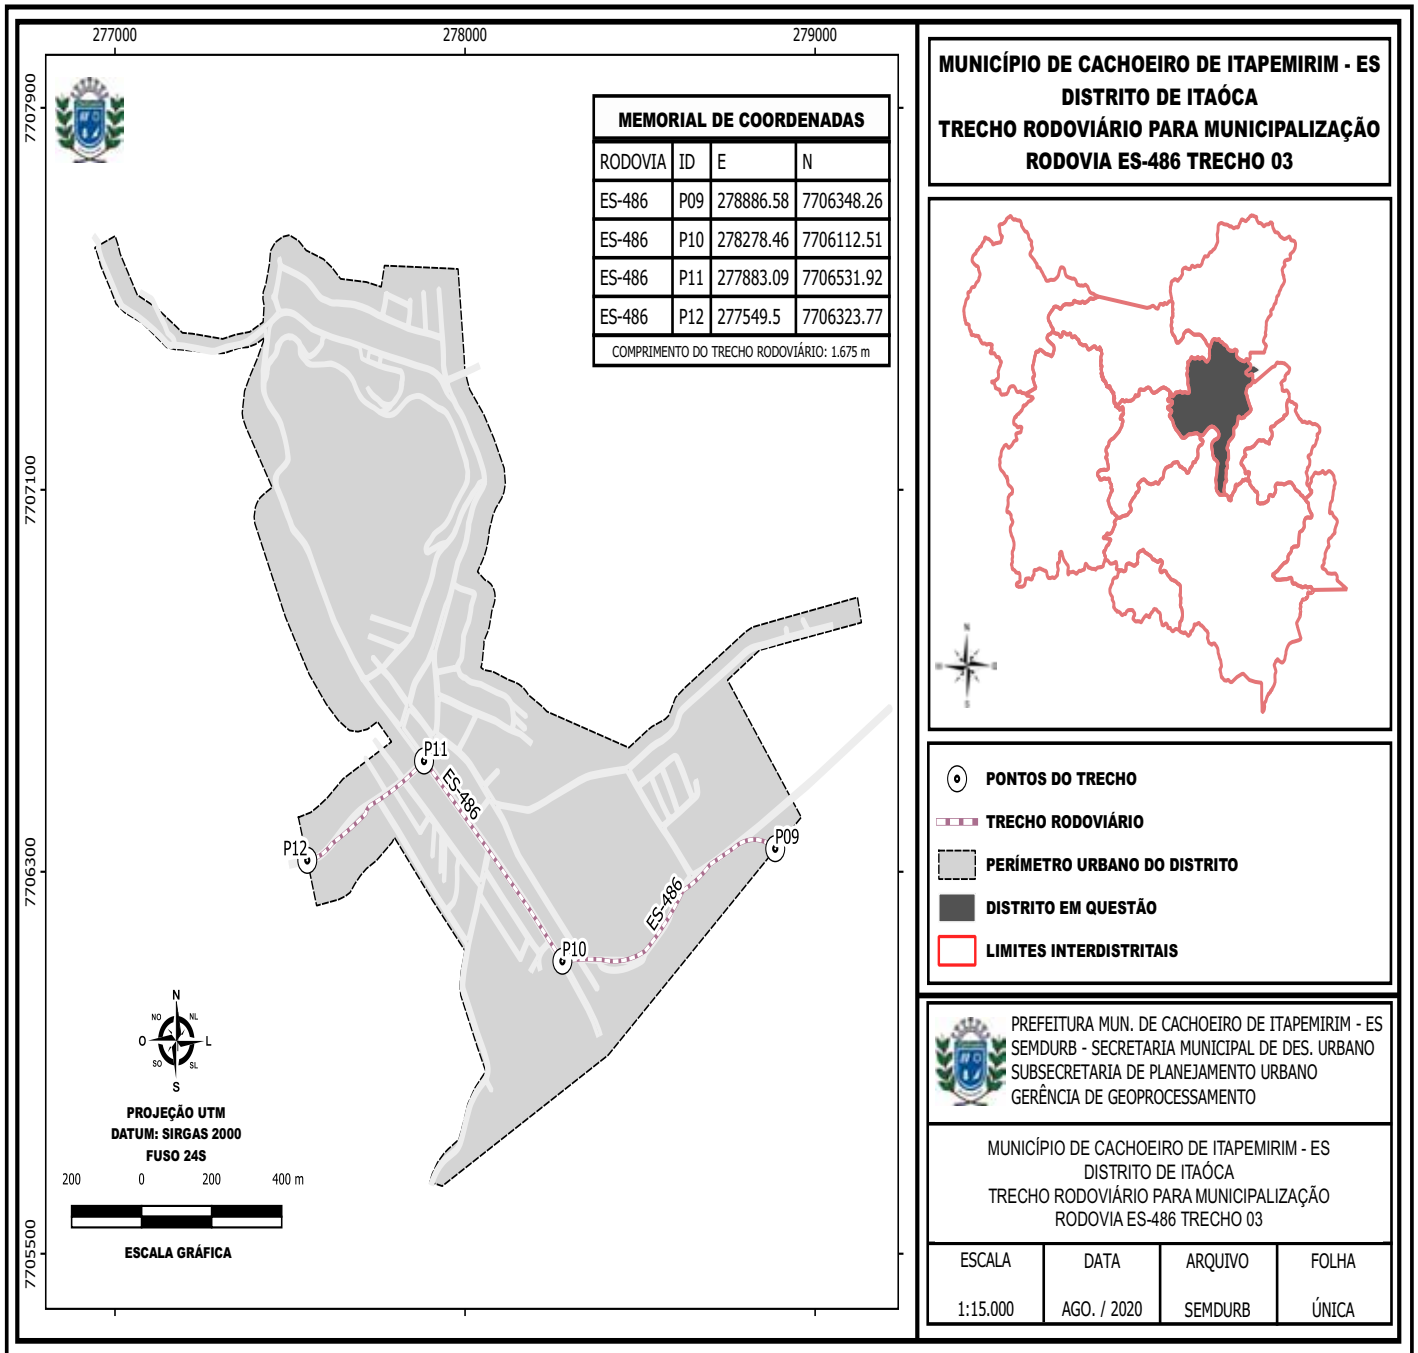 277000
278000
279000
7707900
7707100
7706300
7705500
MEMORIAL DE COORDENADAS
RODOVIA ID E N
ES-486 P09 278886.58 7706348.26
ES-486 P10 278278.46 7706112.51
ES-486 P11 277883.09 7706531.92
ES-486 P12 277549.5 7706323.77
COMPRIMENTO DO TRECHO RODOVIÁRIO: 1.675 m
P11
ES-486
P12
P09
ES-486
P10
N
NO NL
O L
SO SL
S
PROJEÇÃO UTM
DATUM: SIRGAS 2000
FUSO 24S
200 0 200 400 m
ESCALA GRÁFICA
MUNICÍPIO DE CACHOEIRO DE ITAPEMIRIM - ES
DISTRITO DE ITAÓCA
TRECHO RODOVIÁRIO PARA MUNICIPALIZAÇÃO
RODOVIA ES-486 TRECHO 03
N
S
PONTOS DO TRECHO
TRECHO RODOVIÁRIO
PERÍMETRO URBANO DO DISTRITO
DISTRITO EM QUESTÃO
LIMITES INTERDISTRITAIS
PREFEITURA MUN. DE CACHOEIRO DE ITAPEMIRIM - ES
SEMDURB - SECRETARIA MUNICIPAL DE DES. URBANO
SUBSECRETARIA DE PLANEJAMENTO URBANO
GERÊNCIA DE GEOPROCESSAMENTO
MUNICÍPIO DE CACHOEIRO DE ITAPEMIRIM - ES
DISTRITO DE ITAÓCA
TRECHO RODOVIÁRIO PARA MUNICIPALIZAÇÃO
RODOVIA ES-486 TRECHO 03
ESCALA DATA ARQUIVO FOLHA
1:15.000 AGO. / 2020 SEMDURB ÚNICA